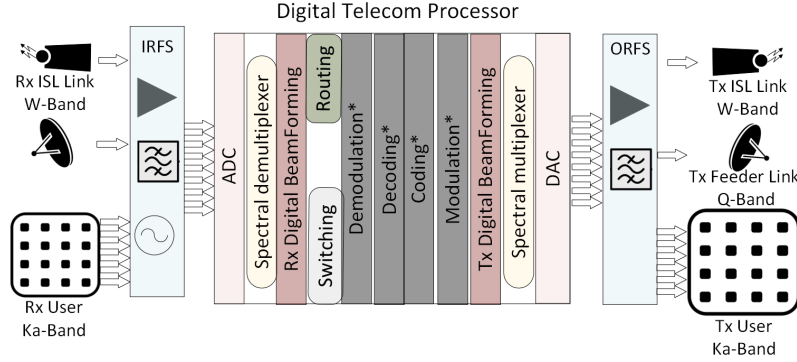 Digital Telecom Processor
IRFS
ORFS
Rx ISL Link
W-Band
Rx User
Ka-Band
ADC
Spectral demultiplexer
Rx Digital BeamForming
Routing
Switching
Demodulation*
Decoding*
Coding*
Modulation*
Tx Digital BeamForming
Spectral multiplexer
DAC
Tx ISL Link
W-Band
Tx Feeder Link
Q-Band
Tx User
Ka-Band